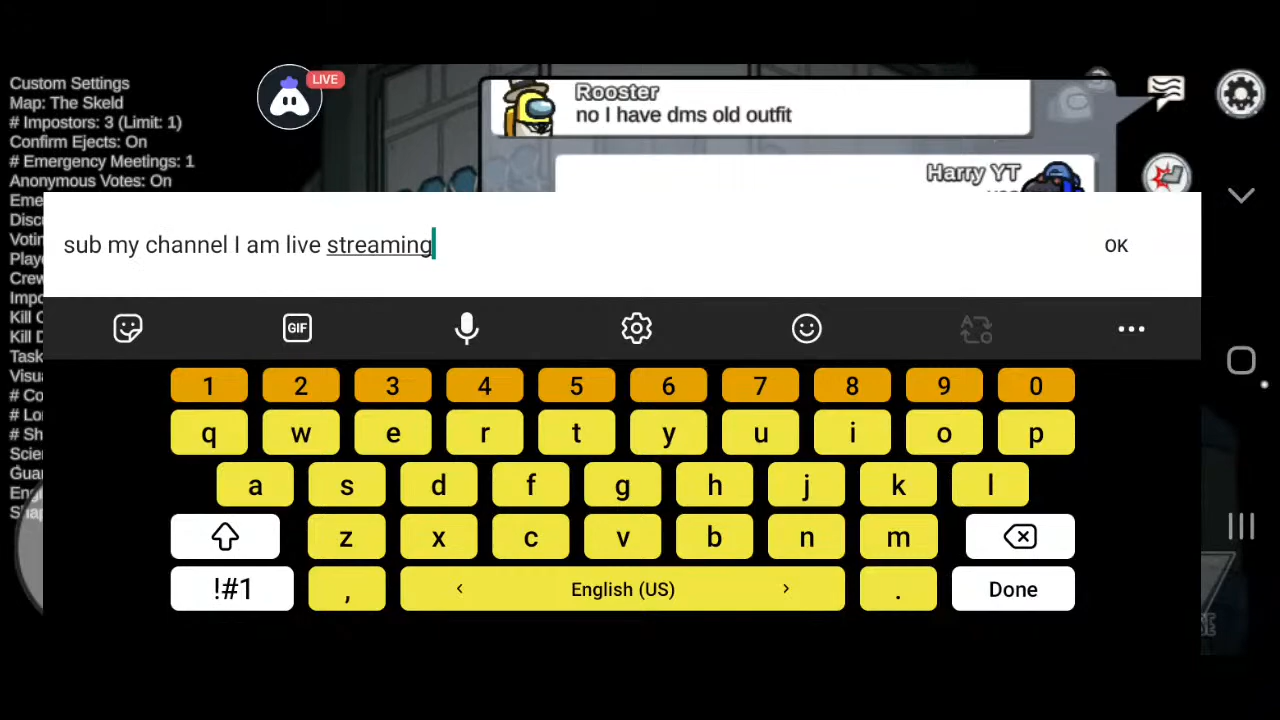 Custom Settings
Map: The Skeld
# Impostors: 3 (Limit: 1)
Confirm Ejects: On
# Emergency Meetings: 1
Anonymous Votes: On
LIVE
Rooster
no I have dms old outfit
Harry YT
sub my channel I am live streaming
OK
GIF
1 2 3 4 5 6 7 8 9 0
q w e r t y u i o p
a s d f g h j k l
z x c v b n m
!#1 , < English (US) > . Done